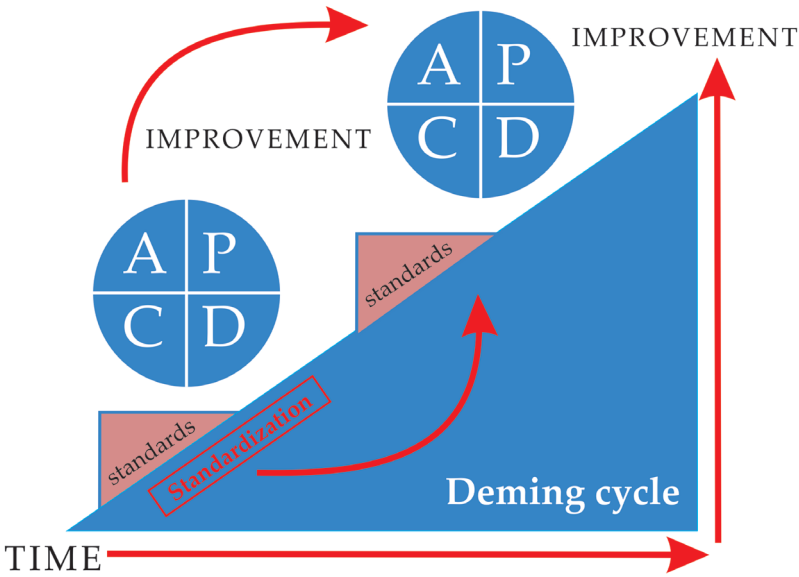 IMPROVEMENT
A P
C D
IMPROVEMENT
A P
C D
standards
standards
Standardization
Deming cycle
TIME